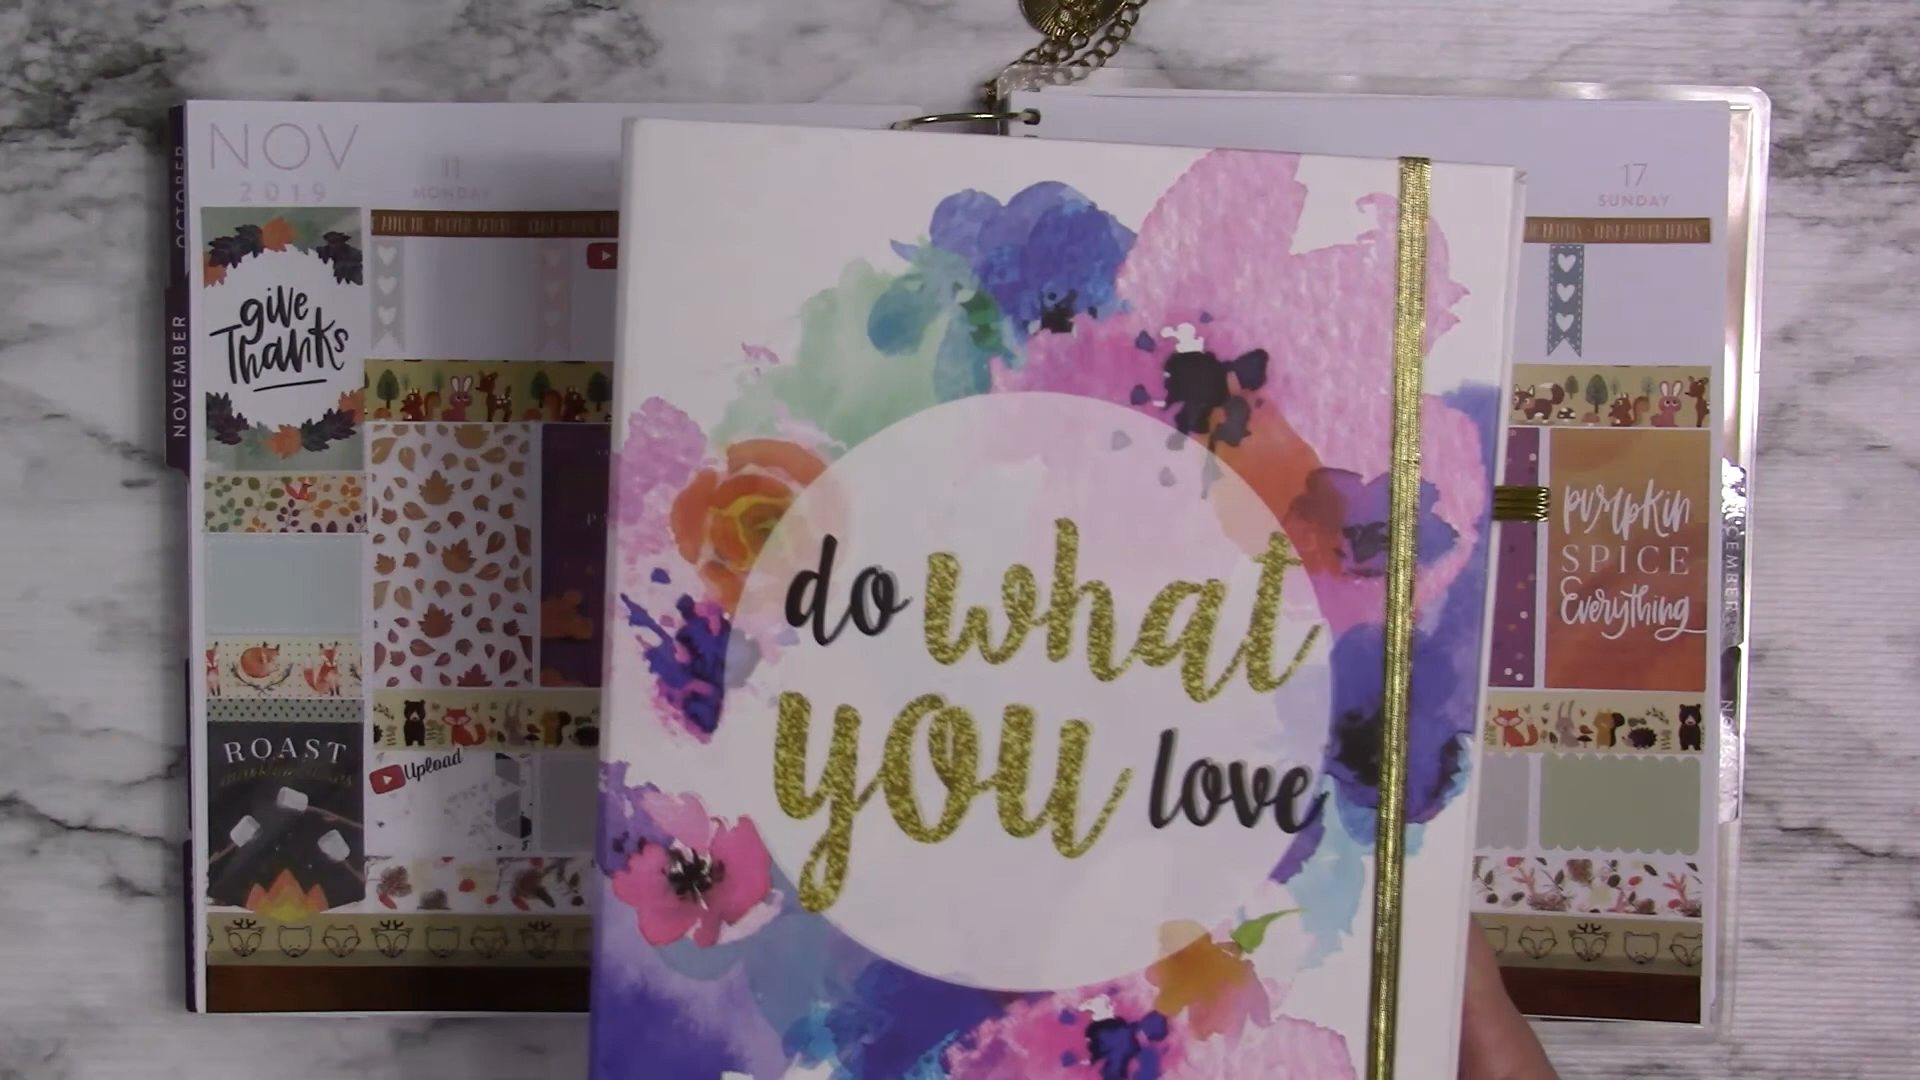 NOV
2019
11
MONDAY
17
SUNDAY
OCTOBER
NOVEMBER
give
Thanks
ROAST
Upload
do what
you love
pumpkin
SPICE
Everything